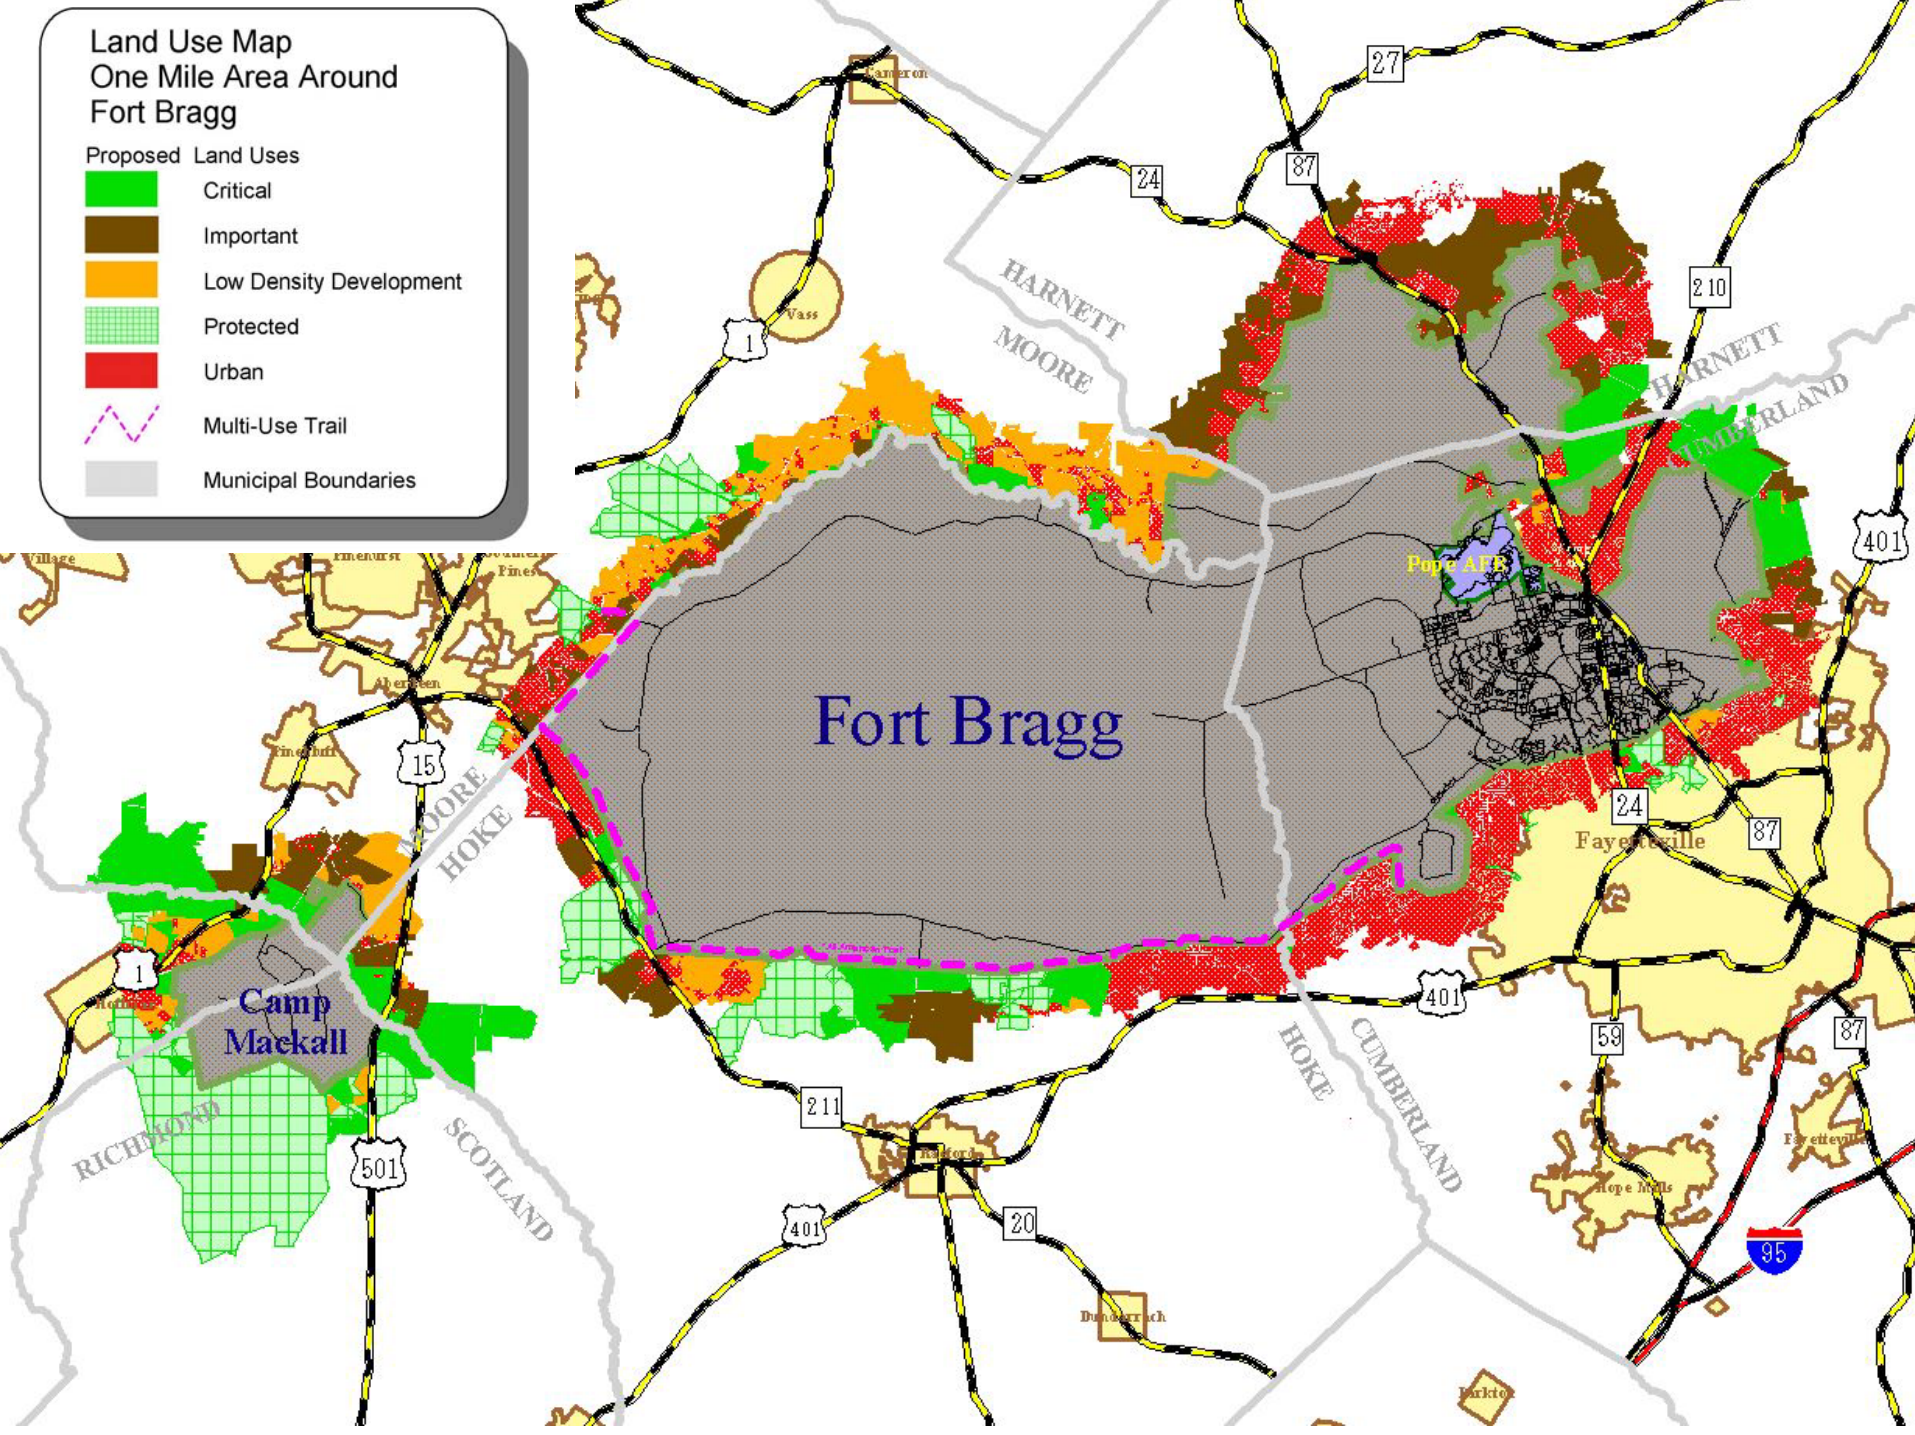 Land Use Map
One Mile Area Around
Fort Bragg
Proposed Land Uses
Critical
Important
Low Density Development
Protected
Urban
Multi-Use Trail
Municipal Boundaries
Cameron
27
87
24
210
Vass
1
HARNETT
MOORE
HARNETT
CUMBERLAND
401
Village
Pinehurst
Pines
Pope AFB
Aberdeen
Fort Bragg
15
MOORE
HOKE
24
87
Fayetteville
1
Camp
Mackall
401
59
87
HOKE
CUMBERLAND
RICHMOND
SCOTLAND
501
211
Raeford
401
20
Fayetteville
Hope Mills
95